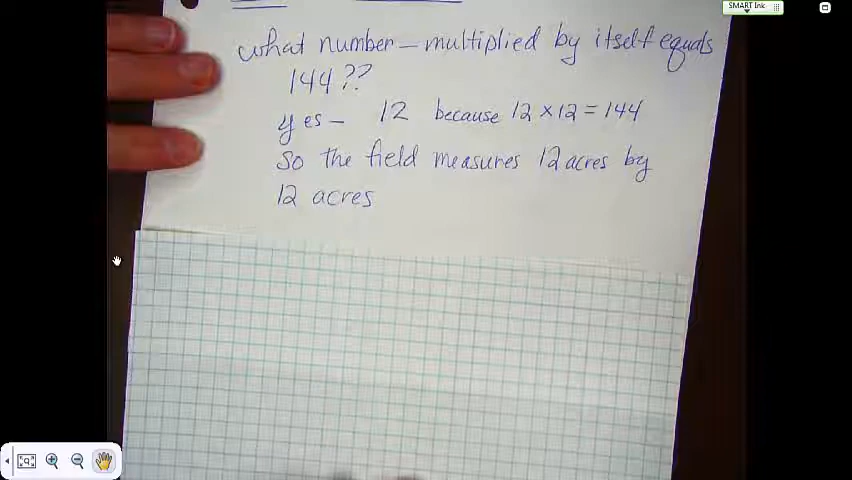 SMART Ink
what number - multiplied by itself equals
144??
yes - 12 because 12 x 12 = 144
So the field measures 12 acres by
12 acres